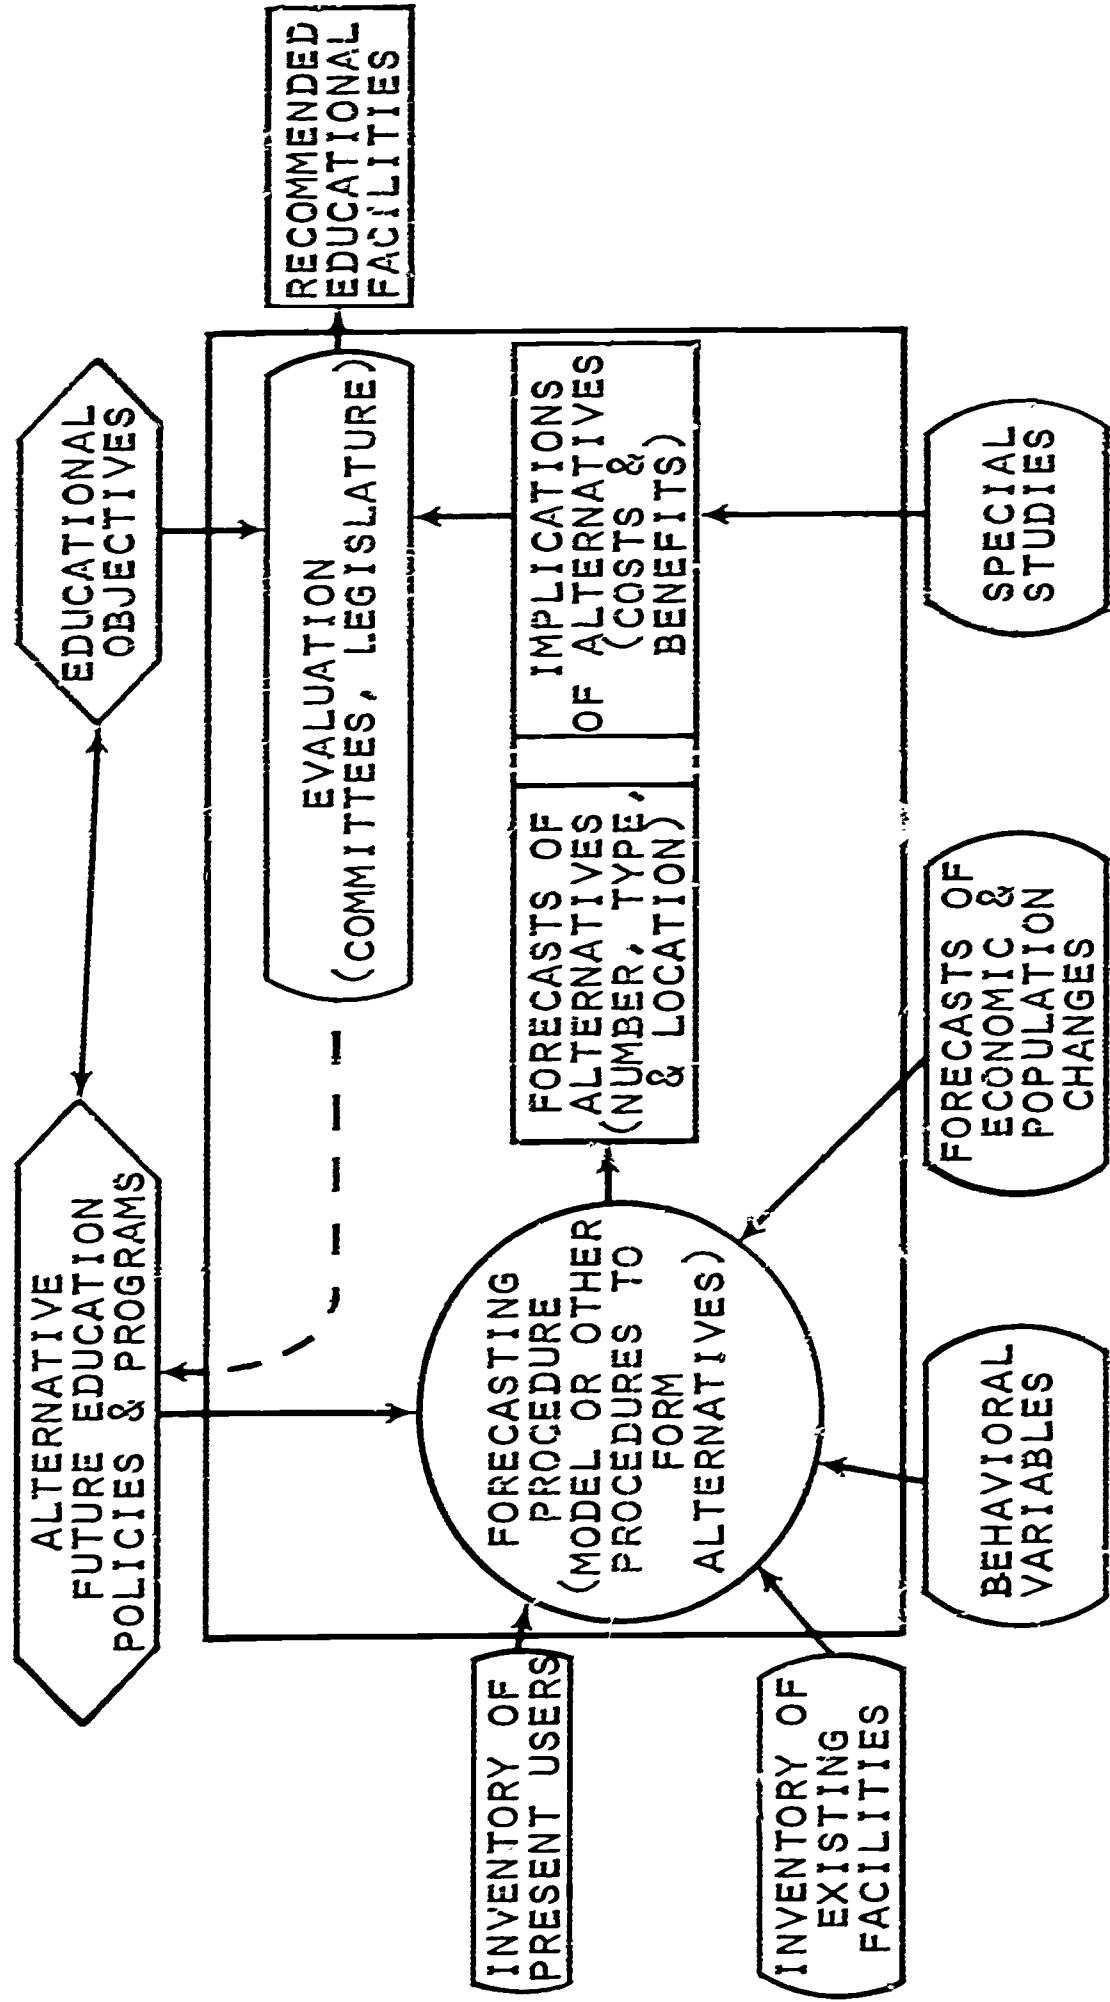 ALTERNATIVE
FUTURE EDUCATION
POLICIES & PROGRAMS
EDUCATIONAL
OBJECTIVES
EVALUATION
(COMMITTEES, LEGISLATURE)
RECOMMENDED
EDUCATIONAL
FACILITIES
INVENTORY OF
PRESENT USERS
FORECASTING
PROCEDURE
(MODEL OR OTHER
PROCEDURES TO
FORM
ALTERNATIVES)
FORECASTS OF
ALTERNATIVES
(NUMBER, TYPE,
& LOCATION)
IMPLICATIONS
OF ALTERNATIVES
(COSTS &
BENEFITS)
INVENTORY OF
EXISTING
FACILITIES
BEHAVIORAL
VARIABLES
FORECASTS OF
ECONOMIC &
POPULATION
CHANGES
SPECIAL
STUDIES